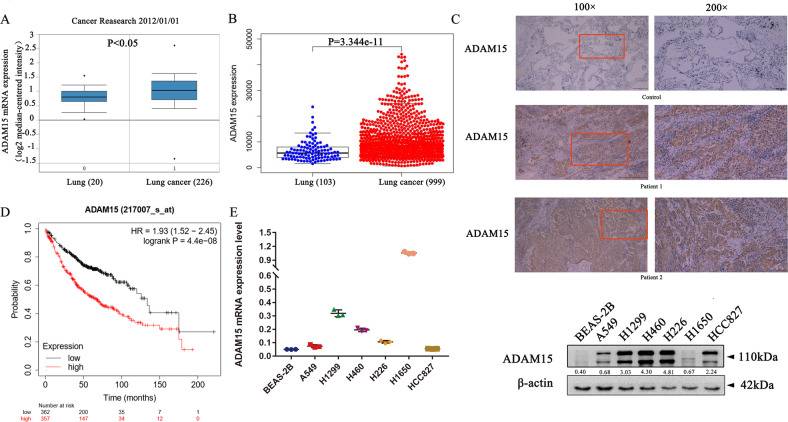 A
Cancer Reasearch 2012/01/01
P<0.05
ADAM15 mRNA expression
(log2 median-centered intensity)
3
2.5
2
1.5
1
0.5
0
-0.5
-1
-1.5
0
1
Lung (20)
Lung cancer (226)
B
P=3.344e-11
ADAM15 expression
50000
40000
30000
20000
10000
0
Lung (103)
Lung cancer (999)
C
100×
200×
ADAM15
Control
ADAM15
Patient 1
ADAM15
Patient 2
D
ADAM15 (217007_s_at)
HR = 1.93 (1.52 − 2.45)
logrank P = 4.4e−08
Probability
1.0
0.8
0.6
0.4
0.2
0.0
Expression
low
high
0 50 100 150 200
Time (months)
Number at risk
low 362 200 35 7 1
high 357 147 34 12 0
E
ADAM15 mRNA expression level
1.5
1.2
0.9
0.6
0.4
0.3
0.2
0.1
0.0
BEAS-2B
A549
H1299
H460
H226
H1650
HCC827
BEAS-2B
A549
H1299
H460
H226
H1650
HCC827
ADAM15
110kDa
0.40 0.68 3.03 4.30 4.81 0.67 2.24
β-actin
42kDa